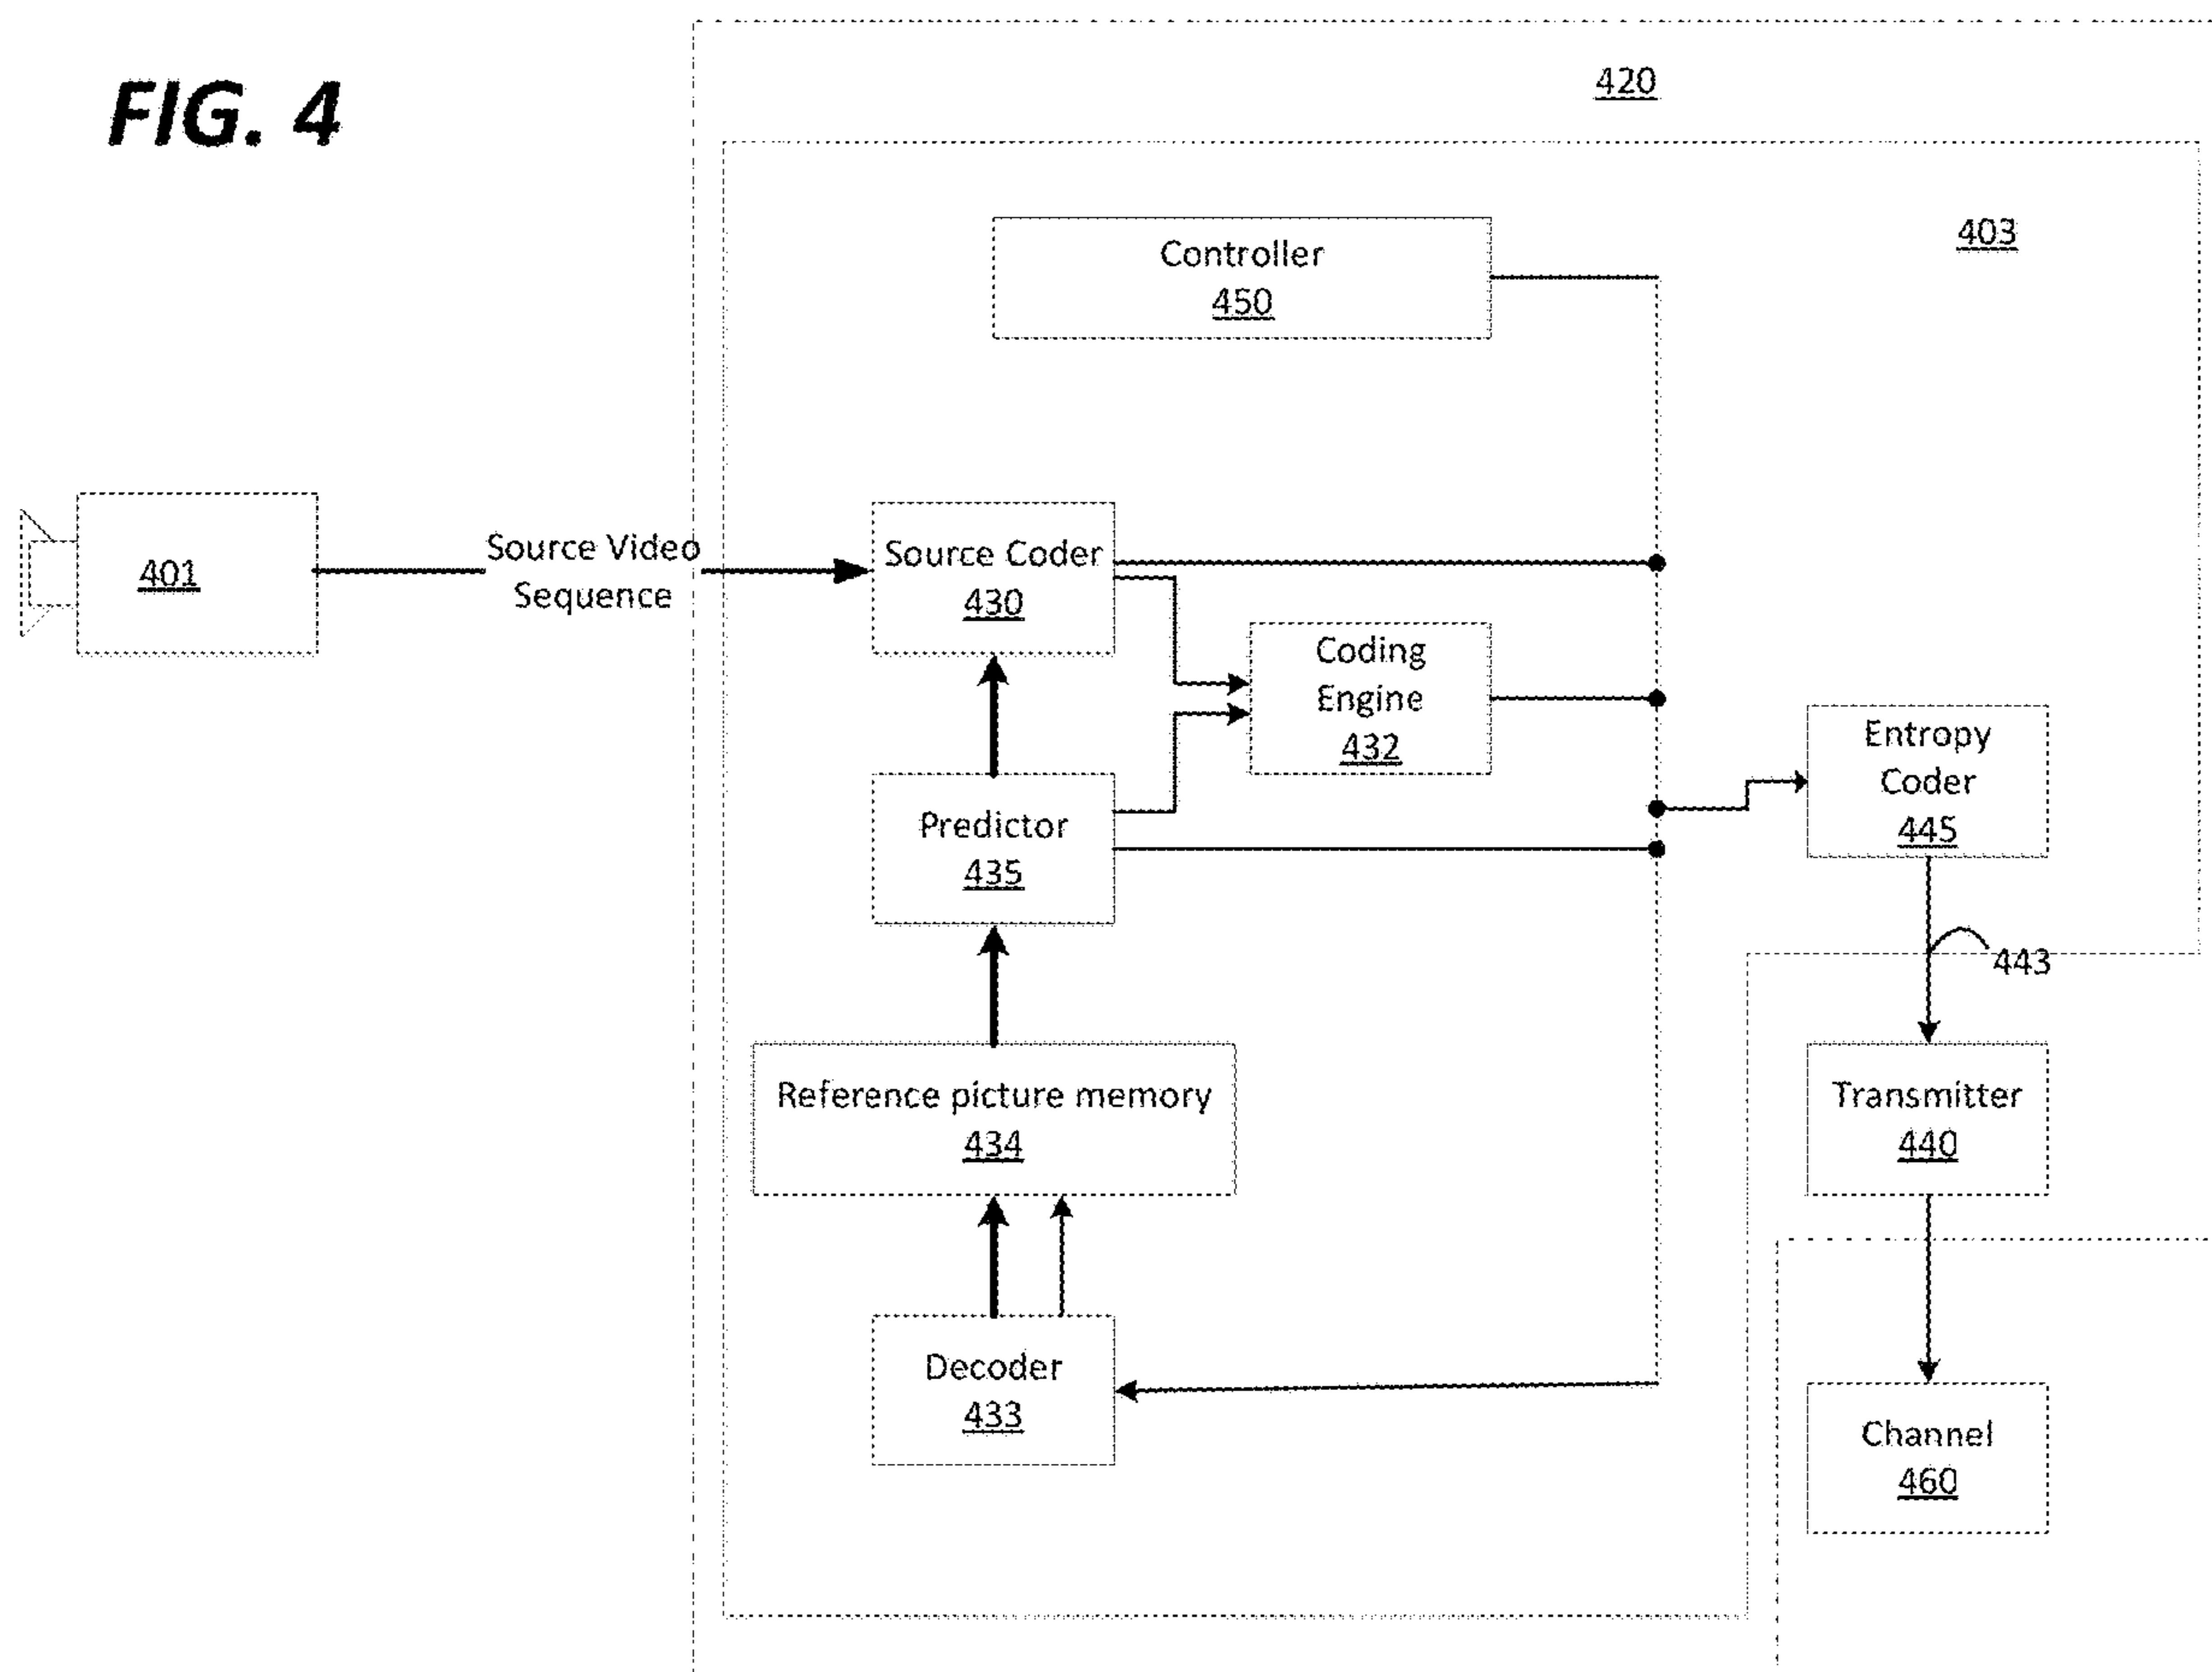 FIG. 4
420
403
Controller
450
401
Source Video
Sequence
Source Coder
430
Coding
Engine
432
Entropy
Coder
445
Predictor
435
443
Reference picture memory
434
Transmitter
440
Decoder
433
Channel
460